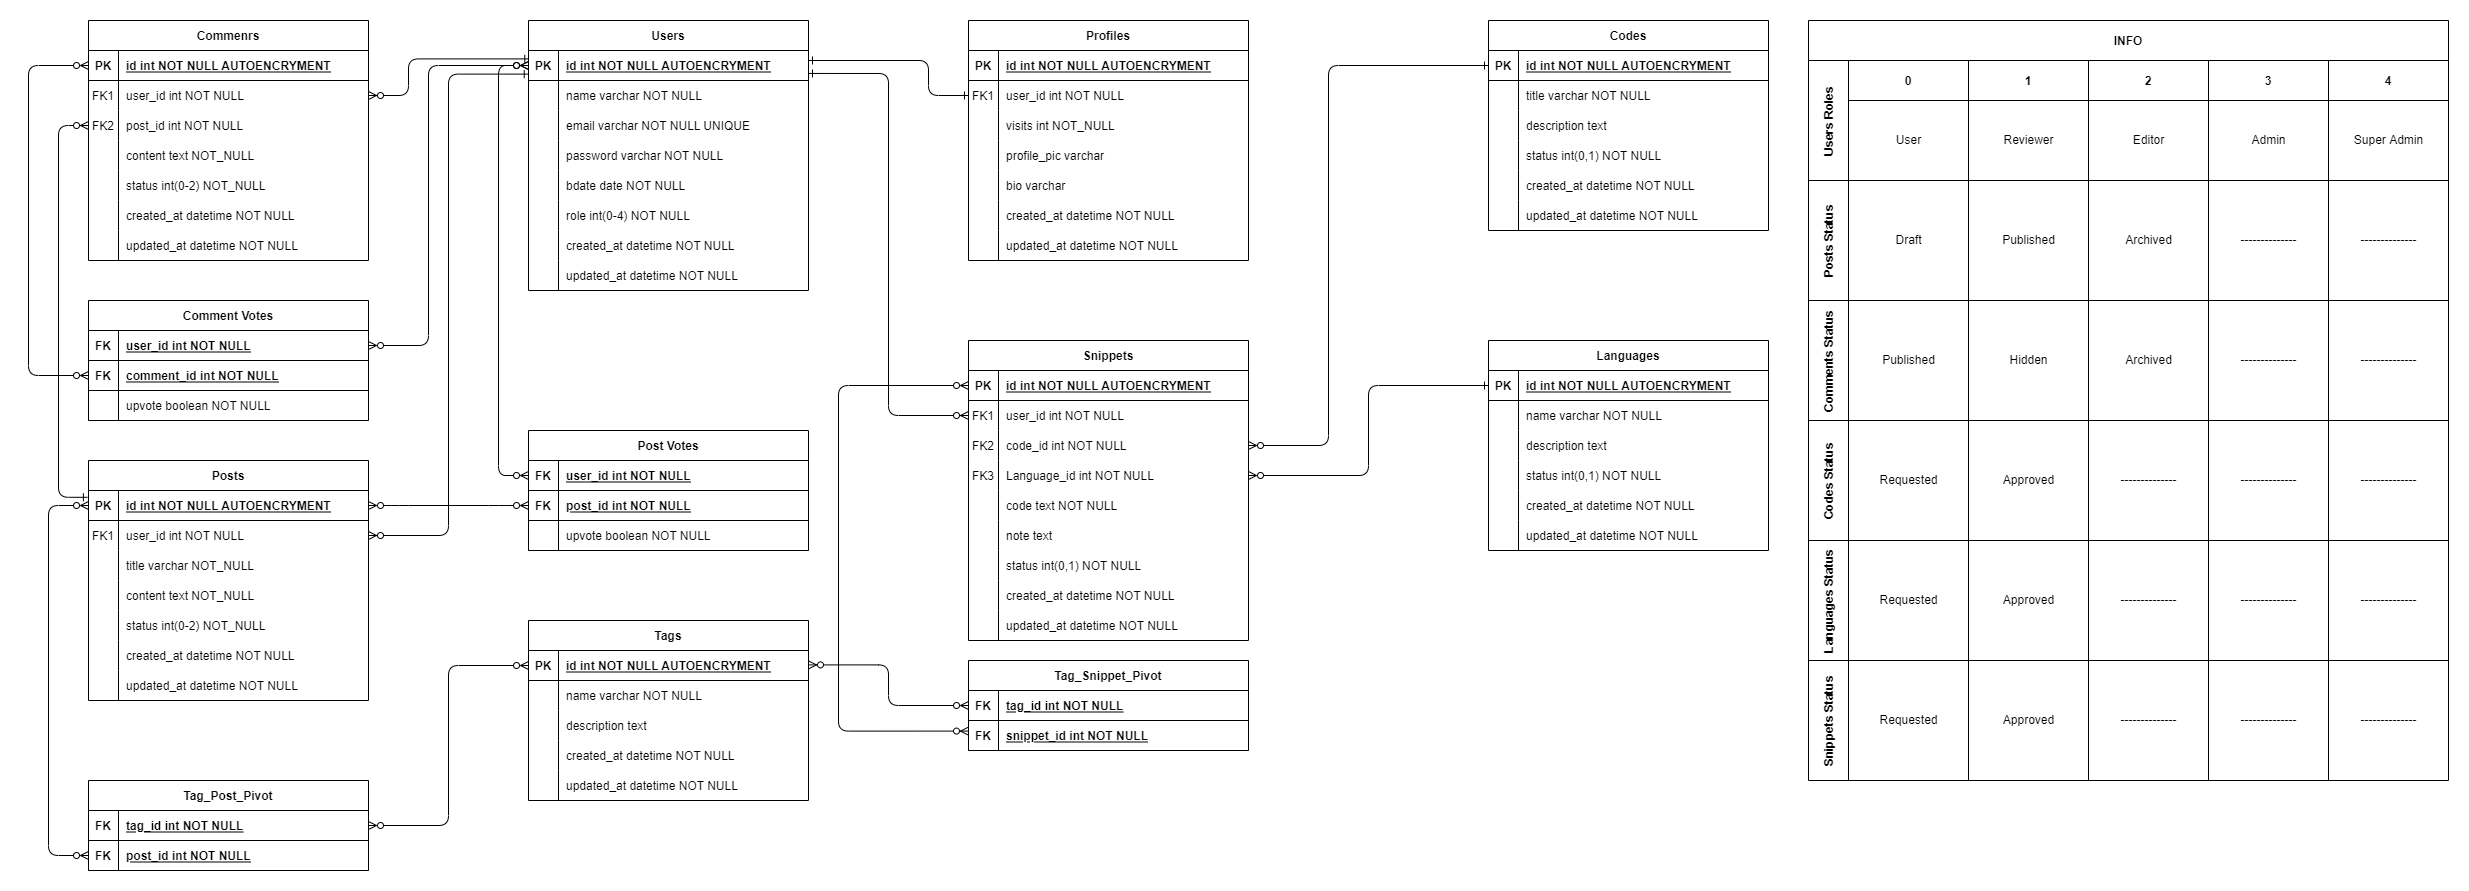 Commenrs
PK id int NOT NULL AUTOENCRYMENT
FK1 user_id int NOT NULL
FK2 post_id int NOT NULL
content text NOT_NULL
status int(0-2) NOT_NULL
created_at datetime NOT NULL
updated_at datetime NOT NULL
Users
PK id int NOT NULL AUTOENCRYMENT
name varchar NOT NULL
email varchar NOT NULL UNIQUE
password varchar NOT NULL
bdate date NOT NULL
role int(0-4) NOT NULL
created_at datetime NOT NULL
updated_at datetime NOT NULL
Profiles
PK id int NOT NULL AUTOENCRYMENT
FK1 user_id int NOT NULL
visits int NOT_NULL
profile_pic varchar
bio varchar
created_at datetime NOT NULL
updated_at datetime NOT NULL
Codes
PK id int NOT NULL AUTOENCRYMENT
title varchar NOT NULL
description text
status int(0,1) NOT NULL
created_at datetime NOT NULL
updated_at datetime NOT NULL
Comment Votes
FK user_id int NOT NULL
FK comment_id int NOT NULL
upvote boolean NOT NULL
Post Votes
FK user_id int NOT NULL
FK post_id int NOT NULL
upvote boolean NOT NULL
Snippets
PK id int NOT NULL AUTOENCRYMENT
FK1 user_id int NOT NULL
FK2 code_id int NOT NULL
FK3 Language_id int NOT NULL
code text NOT NULL
note text
status int(0,1) NOT NULL
created_at datetime NOT NULL
updated_at datetime NOT NULL
Languages
PK id int NOT NULL AUTOENCRYMENT
name varchar NOT NULL
description text
status int(0,1) NOT NULL
created_at datetime NOT NULL
updated_at datetime NOT NULL
Posts
PK id int NOT NULL AUTOENCRYMENT
FK1 user_id int NOT NULL
title varchar NOT_NULL
content text NOT_NULL
status int(0-2) NOT_NULL
created_at datetime NOT NULL
updated_at datetime NOT NULL
Tags
PK id int NOT NULL AUTOENCRYMENT
name varchar NOT NULL
description text
created_at datetime NOT NULL
updated_at datetime NOT NULL
Tag_Snippet_Pivot
FK tag_id int NOT NULL
FK snippet_id int NOT NULL
Tag_Post_Pivot
FK tag_id int NOT NULL
FK post_id int NOT NULL
INFO
Users Roles
0 1 2 3 4
User Reviewer Editor Admin Super Admin
Posts Status
Draft Published Archived -------------- --------------
Comments Status
Published Hidden Archived -------------- --------------
Codes Status
Requested Approved -------------- -------------- --------------
Languages Status
Requested Approved -------------- -------------- --------------
Snippets Status
Requested Approved -------------- -------------- --------------